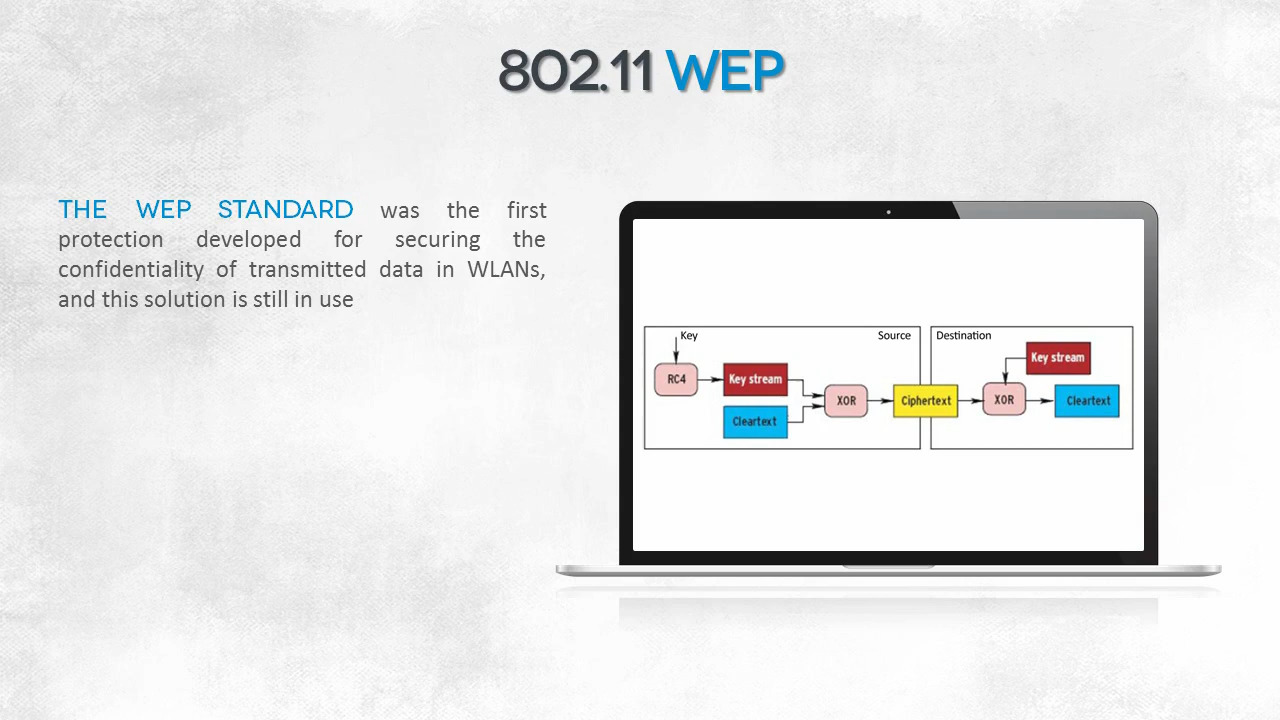 802.11 WEP
THE WEP STANDARD was the first
protection developed for securing the
confidentiality of transmitted data in WLANs,
and this solution is still in use
Key
Source
Destination
RC4
Key stream
Cleartext
XOR
Ciphertext
XOR
Key stream
Cleartext